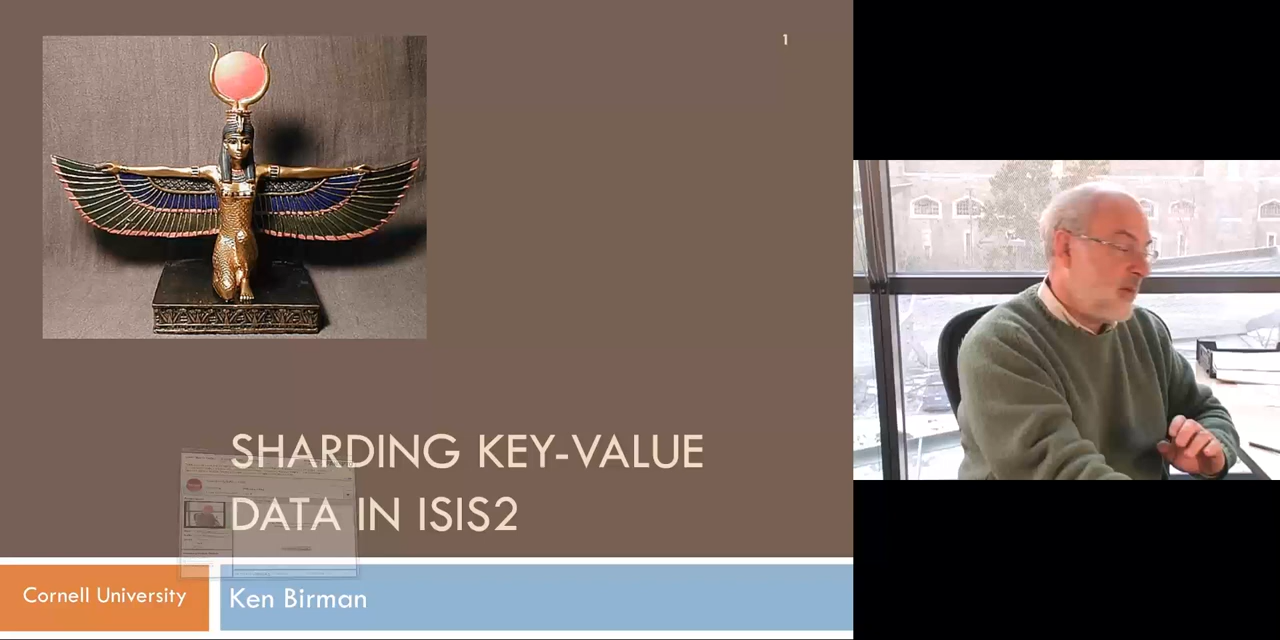 1
SHARDING KEY-VALUE
DATA IN ISIS2
Cornell University
Ken Birman